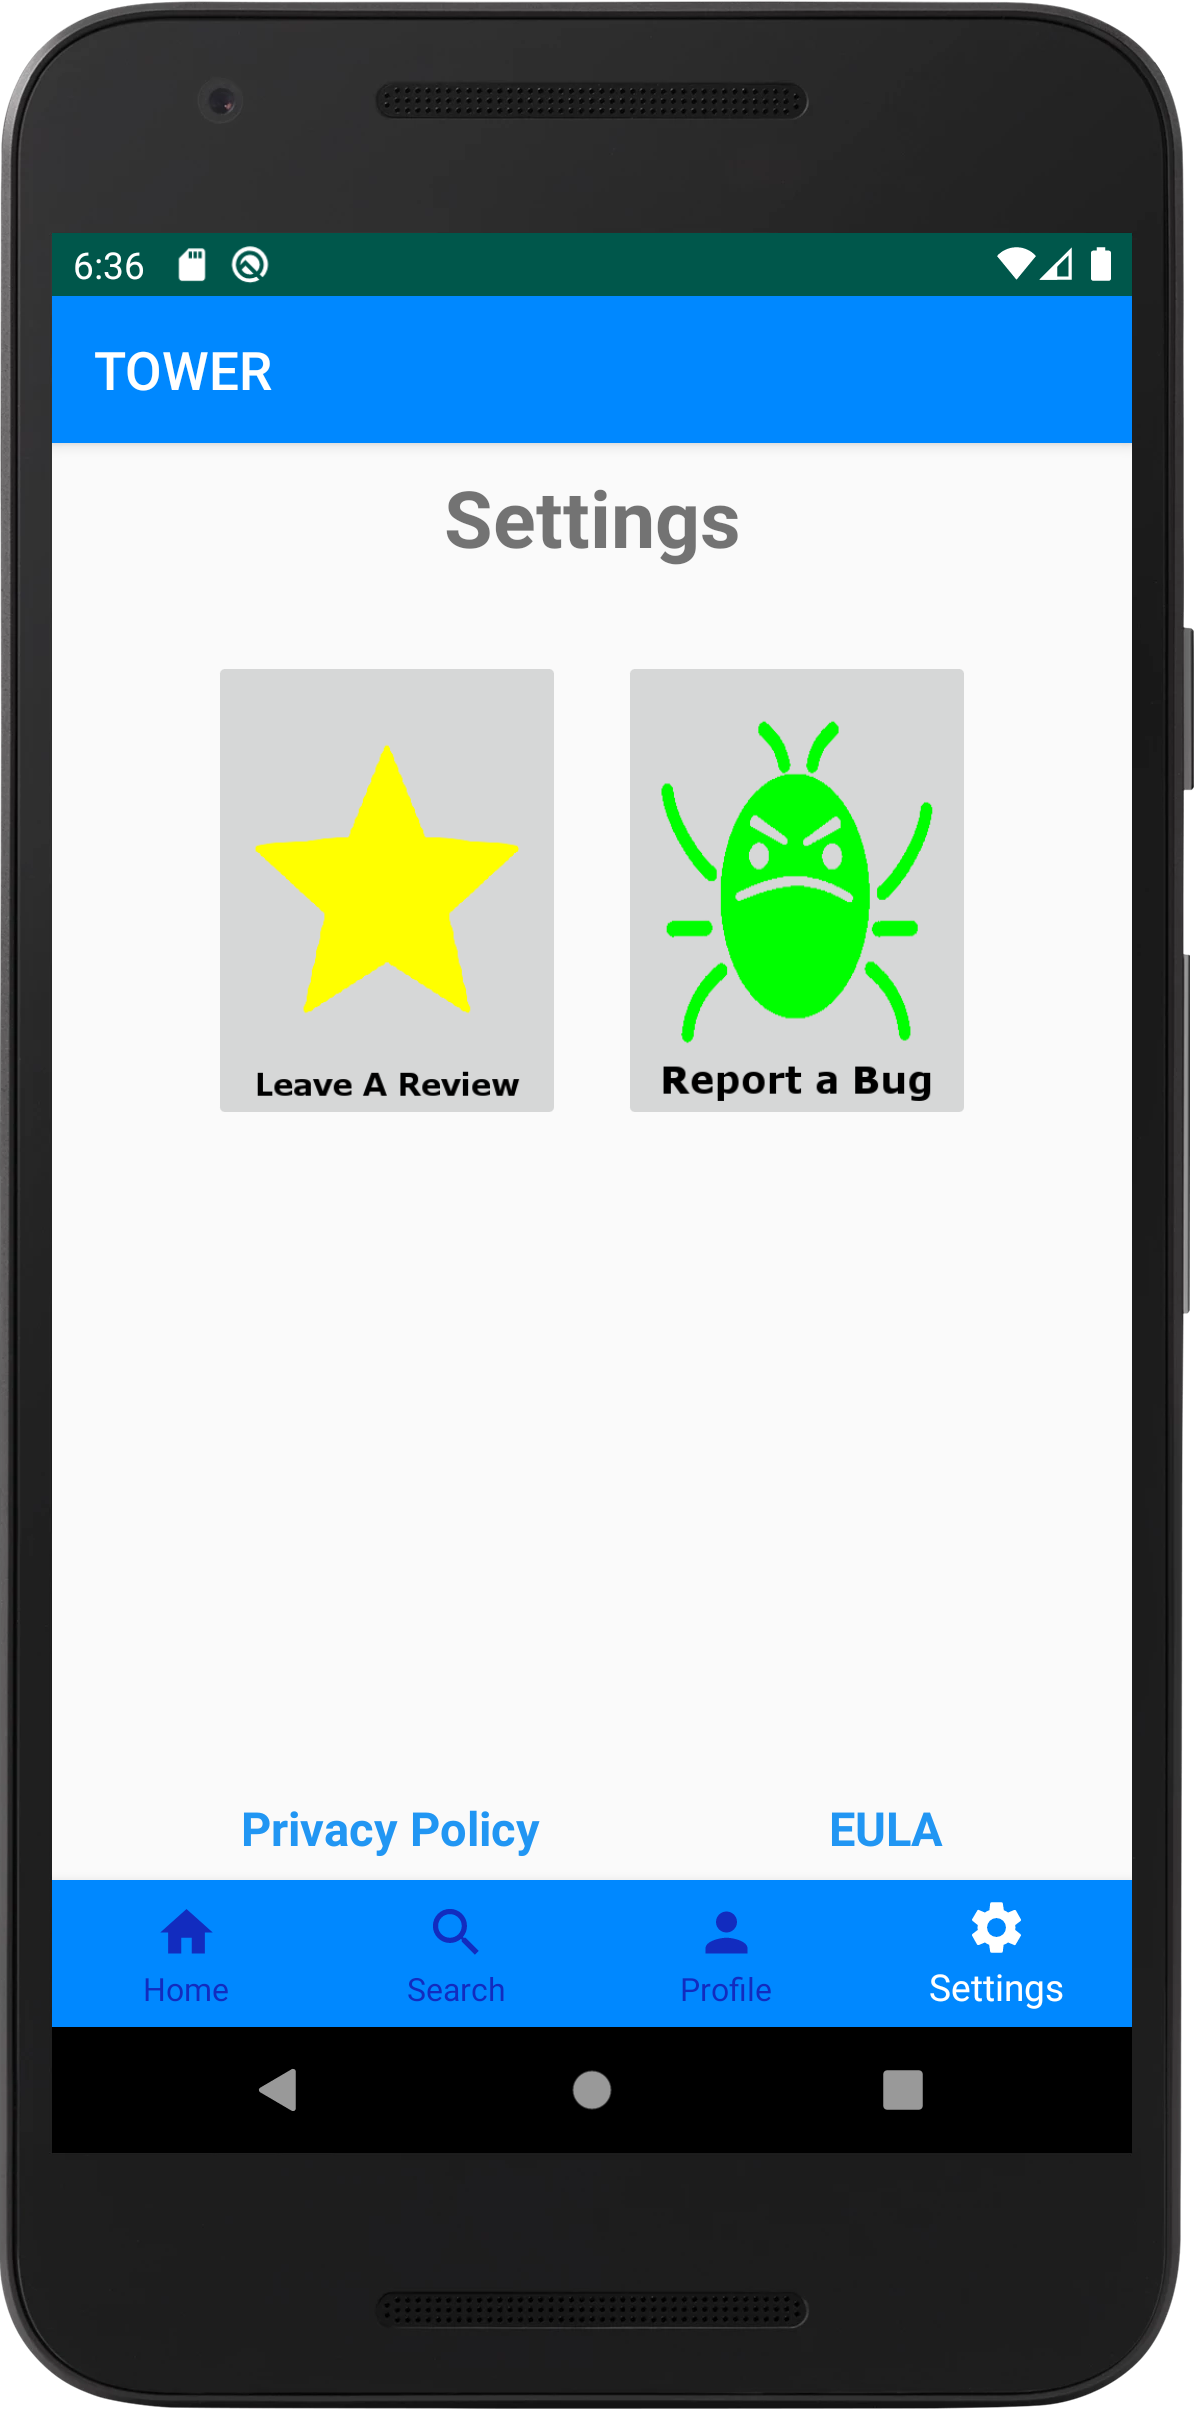 6:36
TOWER
Settings
Leave A Review
Report a Bug
Privacy Policy
EULA
Home
Search
Profile
Settings